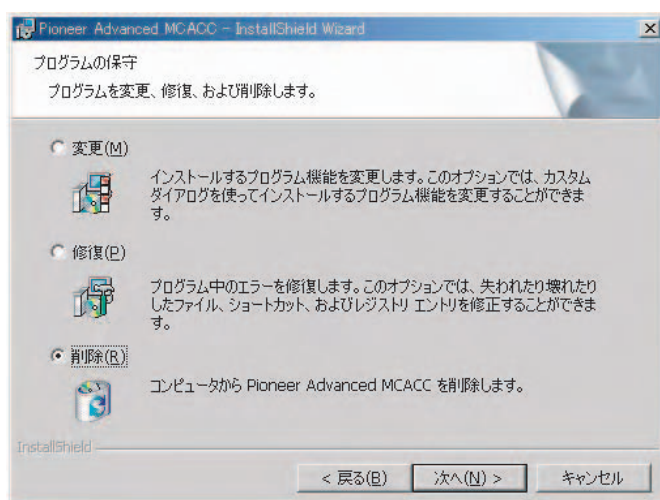 Pioneer Advanced MCACC - InstallShield Wizard
プログラムの保守
プログラムを変更、修復、および削除します。
変更(M)
インストールするプログラム機能を変更します。このオプションでは、カスタム
ダイアログを使ってインストールするプログラム機能を変更することができま
す。
修復(P)
プログラム中のエラーを修復します。このオプションでは、失われたり壊れたり
したファイル、ショートカット、およびレジストリ エントリを修正することができま
す。
削除(R)
コンピュータから Pioneer Advanced MCACC を削除します。
InstallShield
< 戻る(B)
次へ(N) >
キャンセル